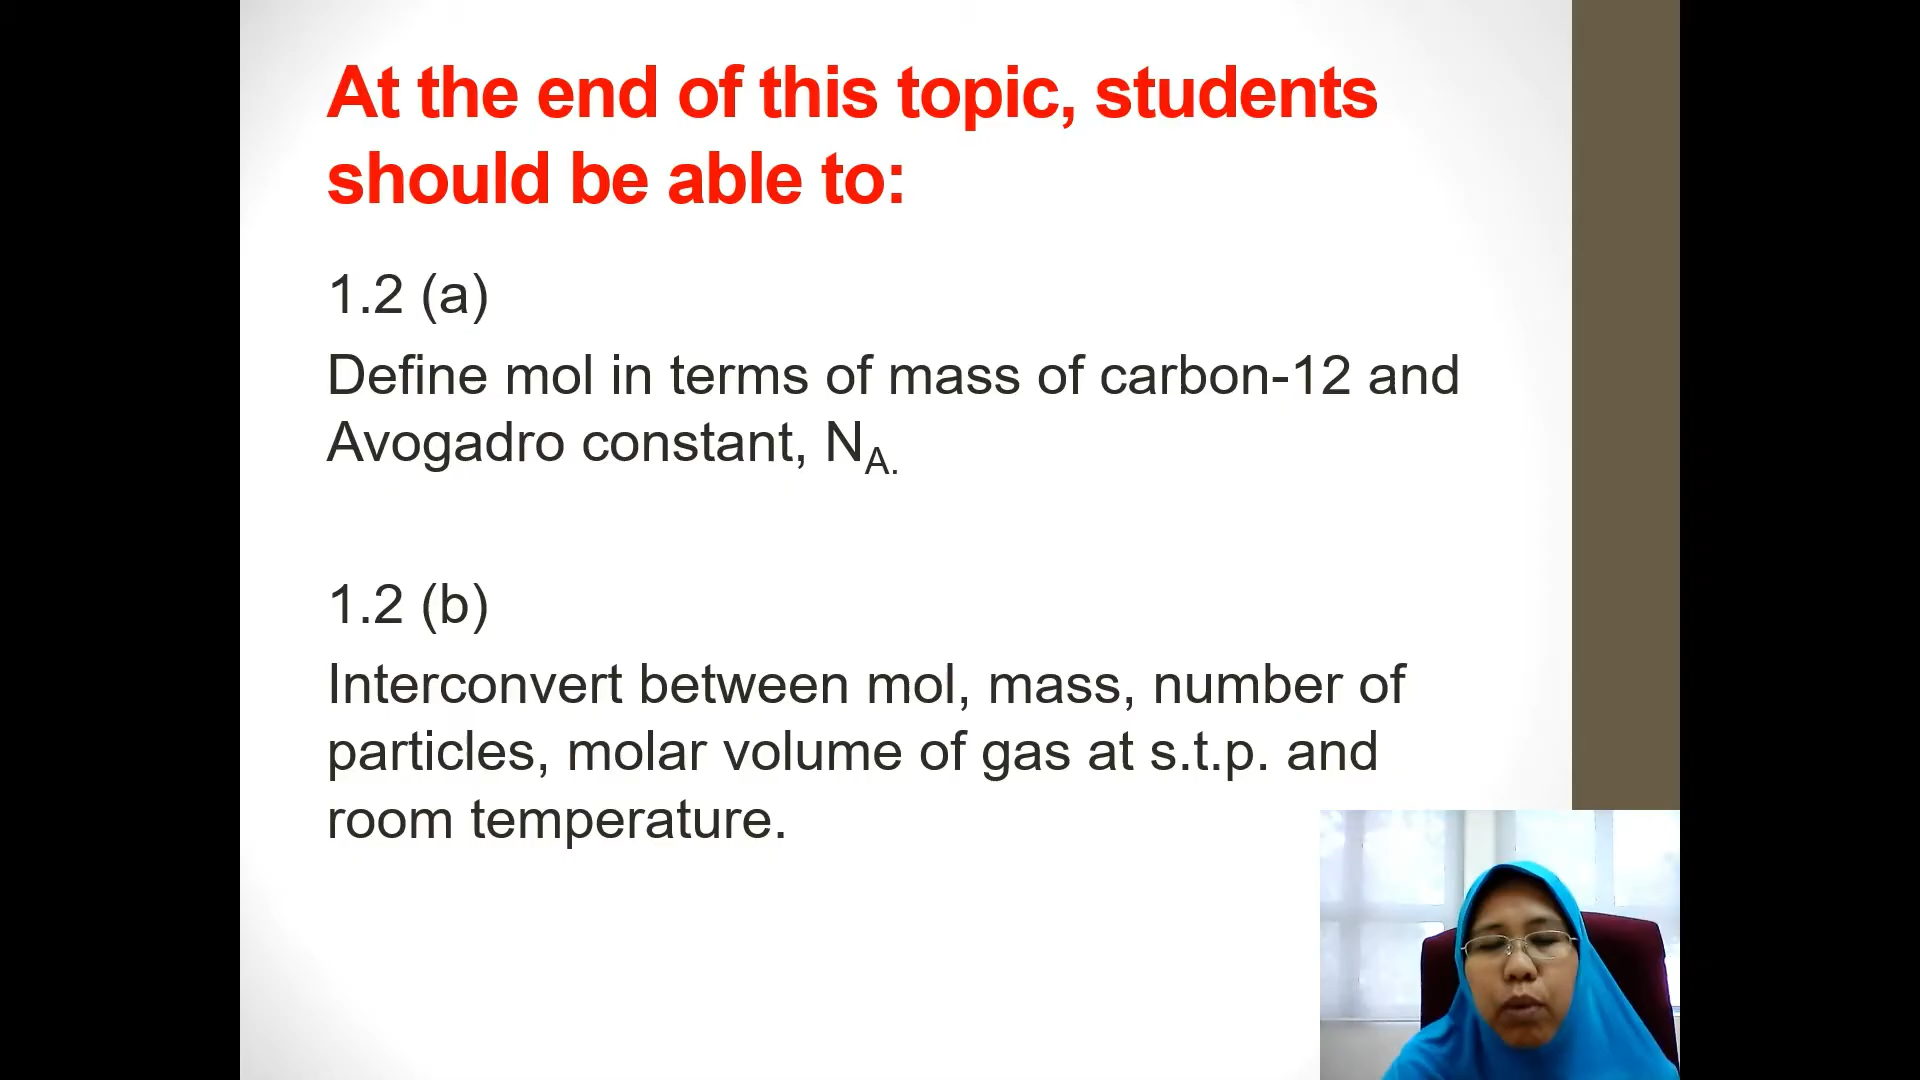 At the end of this topic, students
should be able to:
1.2 (a)
Define mol in terms of mass of carbon-12 and
Avogadro constant, NA.
1.2 (b)
Interconvert between mol, mass, number of
particles, molar volume of gas at s.t.p. and
room temperature.